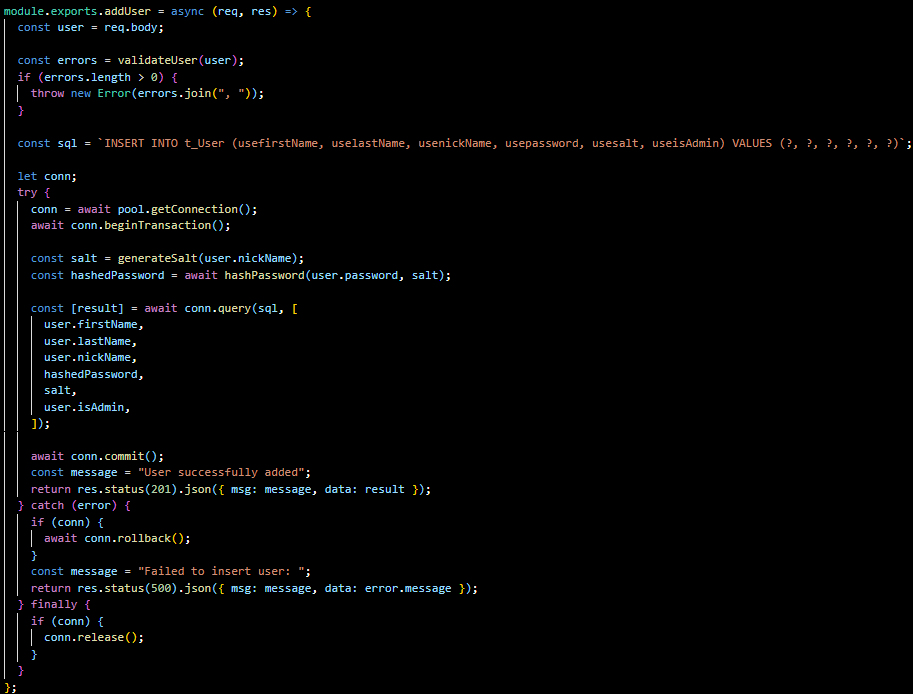 module.exports.addUser = async (req, res) => {
  const user = req.body;

  const errors = validateUser(user);
  if (errors.length > 0) {
    throw new Error(errors.join(", "));
  }

  const sql = `INSERT INTO t_User (usefirstName, uselastName, usenickName, usepassword, usesalt, useisAdmin) VALUES (?, ?, ?, ?, ?, ?)`;

  let conn;
  try {
    conn = await pool.getConnection();
    await conn.beginTransaction();

    const salt = generateSalt(user.nickName);
    const hashedPassword = await hashPassword(user.password, salt);

    const [result] = await conn.query(sql, [
      user.firstName,
      user.lastName,
      user.nickName,
      hashedPassword,
      salt,
      user.isAdmin,
    ]);

    await conn.commit();
    const message = "User successfully added";
    return res.status(201).json({ msg: message, data: result });
  } catch (error) {
    if (conn) {
      await conn.rollback();
    }
    const message = "Failed to insert user: ";
    return res.status(500).json({ msg: message, data: error.message });
  } finally {
    if (conn) {
      conn.release();
    }
  }
};